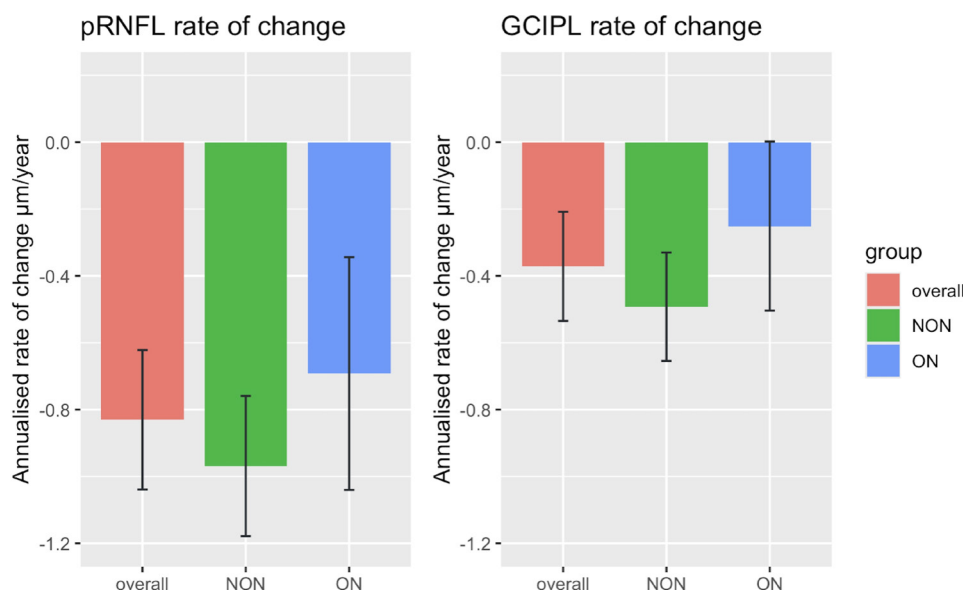 pRNFL rate of change
Annualised rate of change μm/year
0.0
-0.4
-0.8
-1.2
overall
NON
ON
GCIPL rate of change
Annualised rate of change μm/year
0.0
-0.4
-0.8
-1.2
overall
NON
ON
group
overall
NON
ON